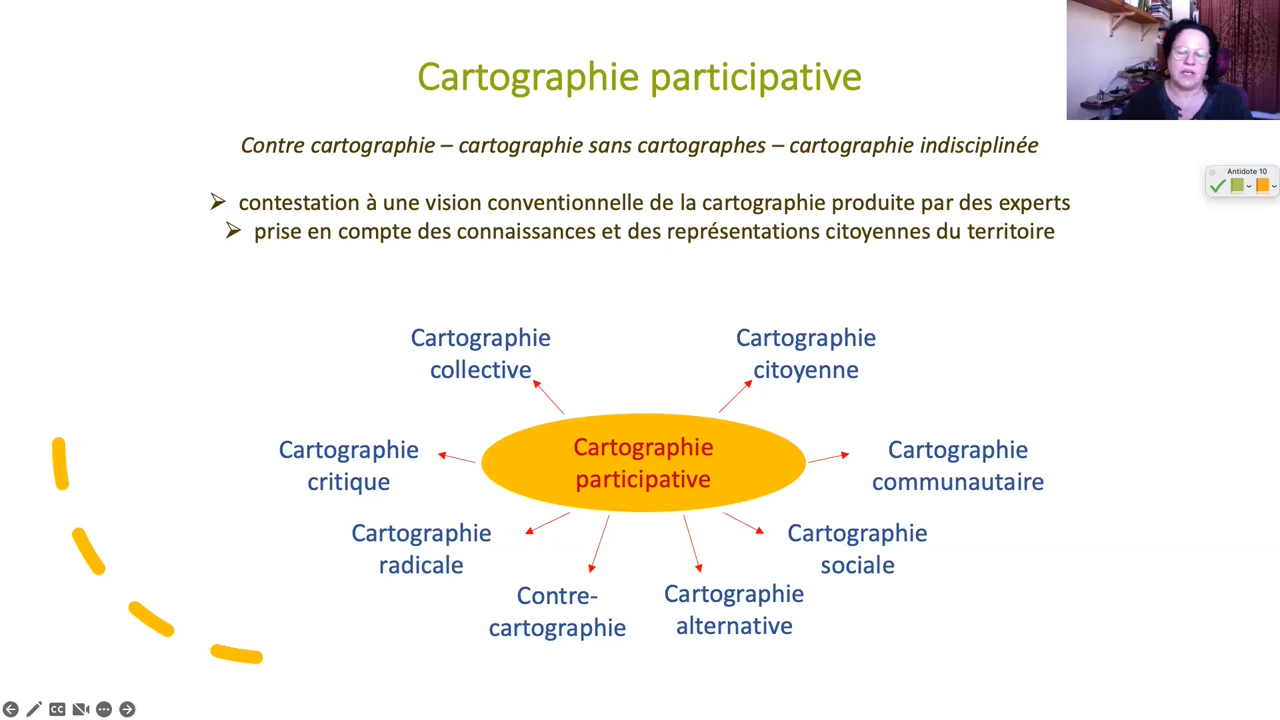 Cartographie participative
Contre cartographie – cartographie sans cartographes – cartographie indisciplinée
Antidote 10
➢ contestation à une vision conventionnelle de la cartographie produite par des experts
➢ prise en compte des connaissances et des représentations citoyennes du territoire
Cartographie
collective
Cartographie
citoyenne
Cartographie
critique
Cartographie
participative
Cartographie
communautaire
Cartographie
radicale
Cartographie
sociale
Contre-
cartographie
Cartographie
alternative
CC